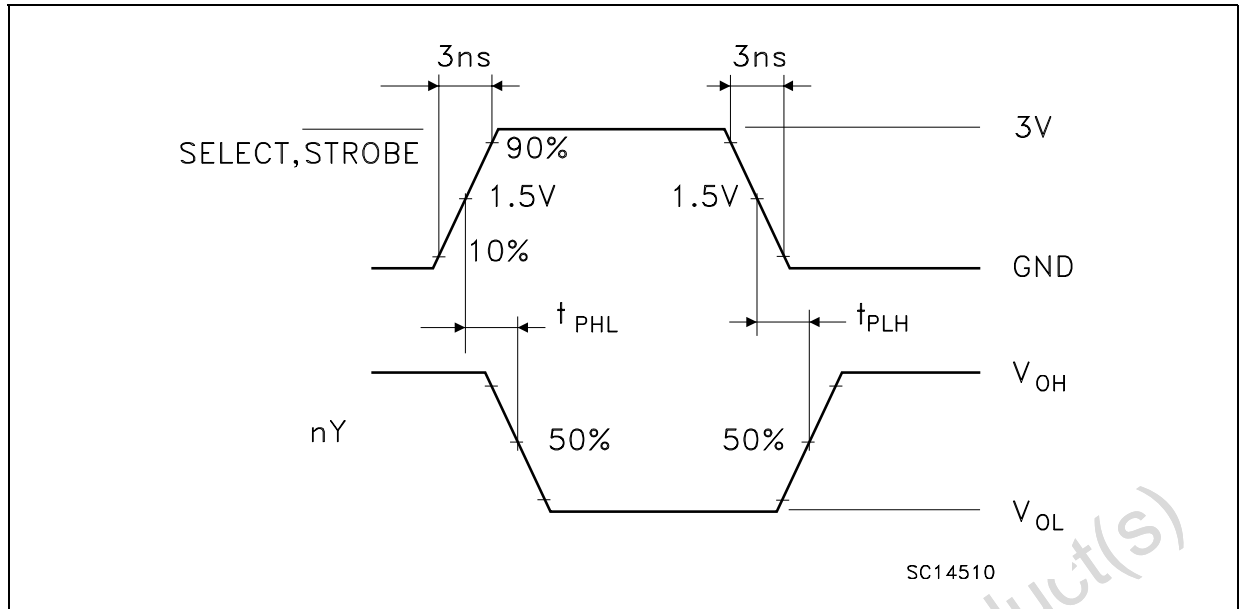 3ns 3ns
SELECT,STROBE
90%
3V
1.5V 1.5V
10%
GND
tPHL tPLH
VOH
nY
50% 50%
VOL
SC14510